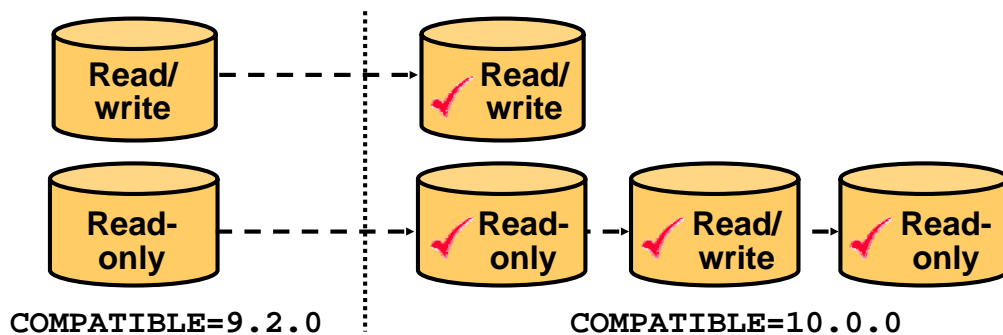 Read/
write
Read/
write
Read-
only
Read-
only
Read/
write
Read-
only
COMPATIBLE=9.2.0
COMPATIBLE=10.0.0